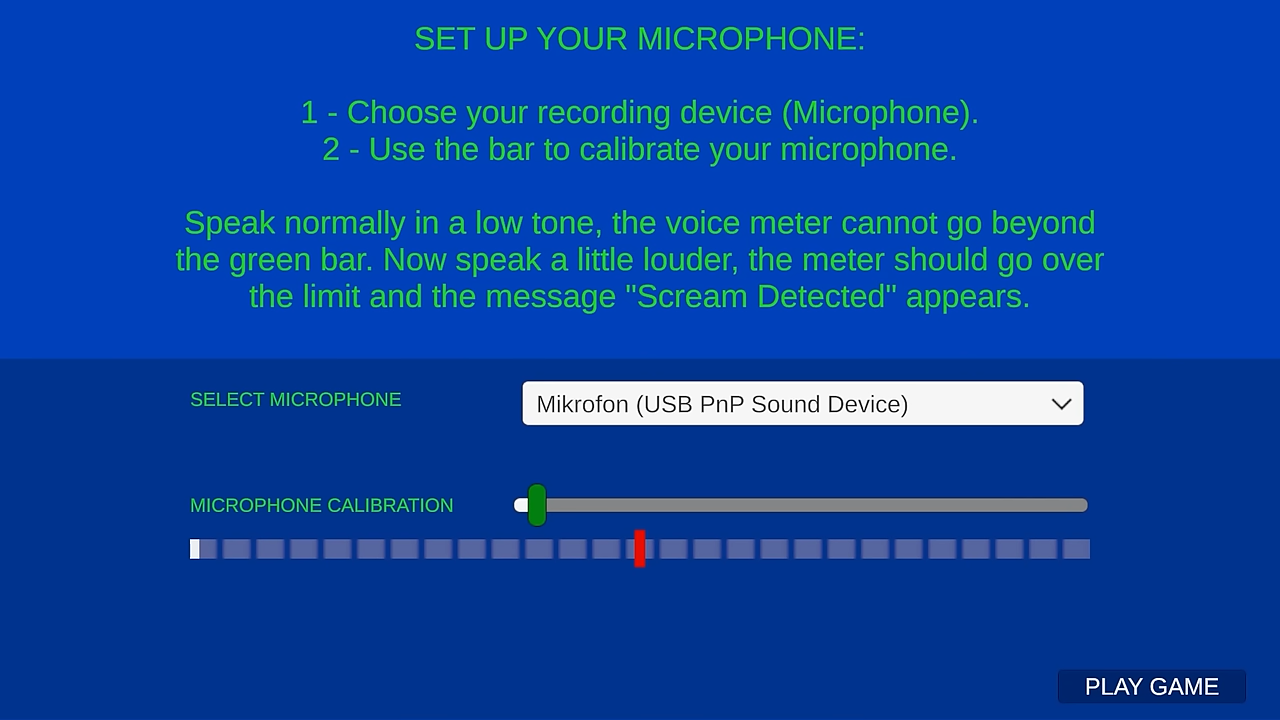 SET UP YOUR MICROPHONE:
1 - Choose your recording device (Microphone).
2 - Use the bar to calibrate your microphone.
Speak normally in a low tone, the voice meter cannot go beyond
the green bar. Now speak a little louder, the meter should go over
the limit and the message "Scream Detected" appears.
SELECT MICROPHONE
Mikrofon (USB PnP Sound Device)
MICROPHONE CALIBRATION
PLAY GAME